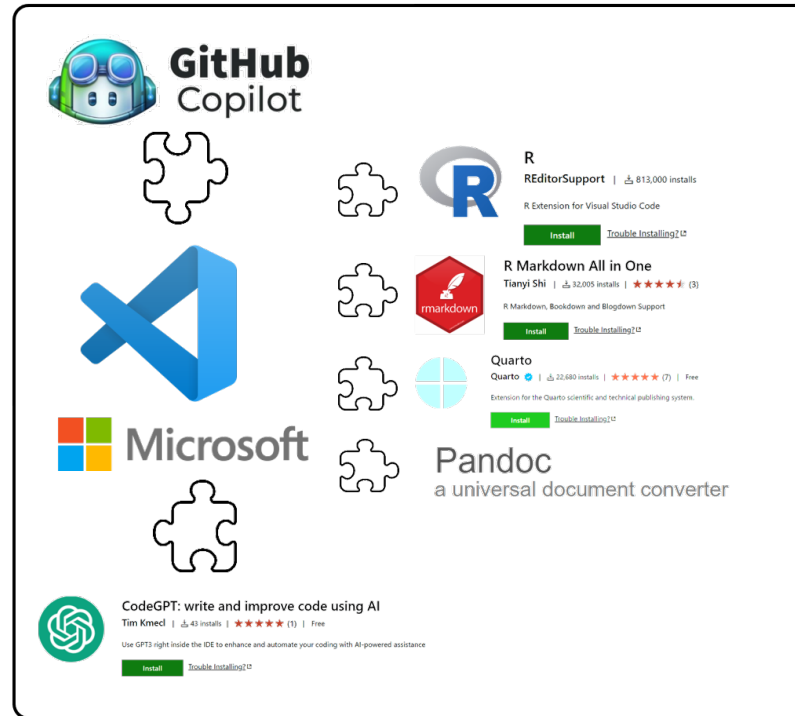 GitHub
Copilot
R
REditorSupport | 813,000 installs
R Extension for Visual Studio Code
Install Trouble Installing?
R Markdown All in One
Tianyi Shi | 32,005 installs | ★★★★★ (3)
rmarkdown
R Markdown, Bookdown and Blogdown Support
Install Trouble Installing?
Quarto
Quarto | 22,680 installs | ★★★★★ (7) | Free
Extension for the Quarto scientific and technical publishing system.
Install Trouble Installing?
Microsoft
Pandoc
a universal document converter
CodeGPT: write and improve code using AI
Tim Kmecl | 43 installs | ★★★★★ (1) | Free
Use GPT3 right inside the IDE to enhance and automate your coding with AI-powered assistance
Install Trouble Installing?